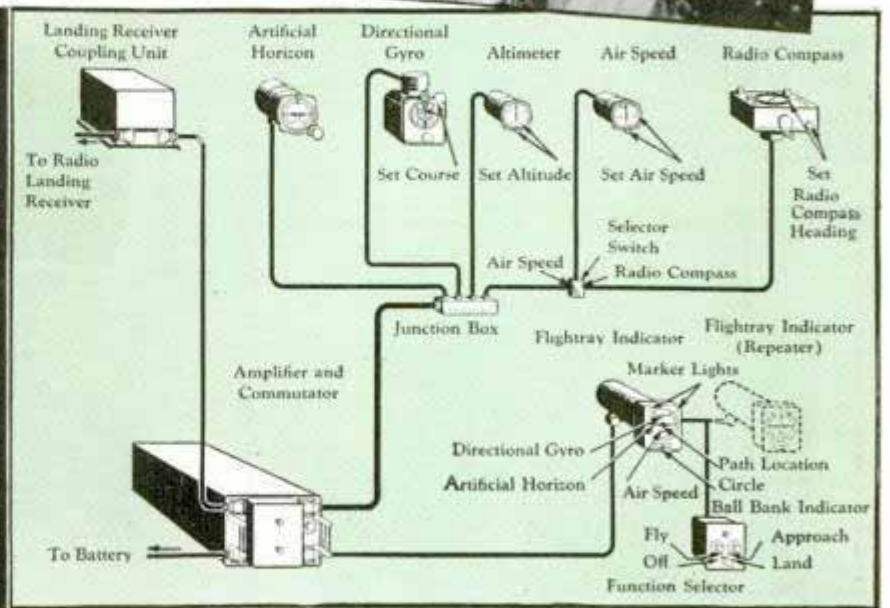 Landing Receiver
Coupling Unit
Artificial
Horizon
Directional
Gyro
Altimeter
Air Speed
Radio Compass
To Radio
Landing
Receiver
Set Course
Set Altitude
Set Air Speed
Set
Radio
Compass
Heading
Selector
Switch
Air Speed
Radio Compass
Junction Box
Flightray Indicator
Flightray Indicator
(Repeater)
Amplifier and
Commutator
Marker Lights
Directional Gyro
Artificial Horizon
Air Speed
Path Location
Circle
Ball Bank Indicator
To Battery
Fly
Off
Approach
Land
Function Selector